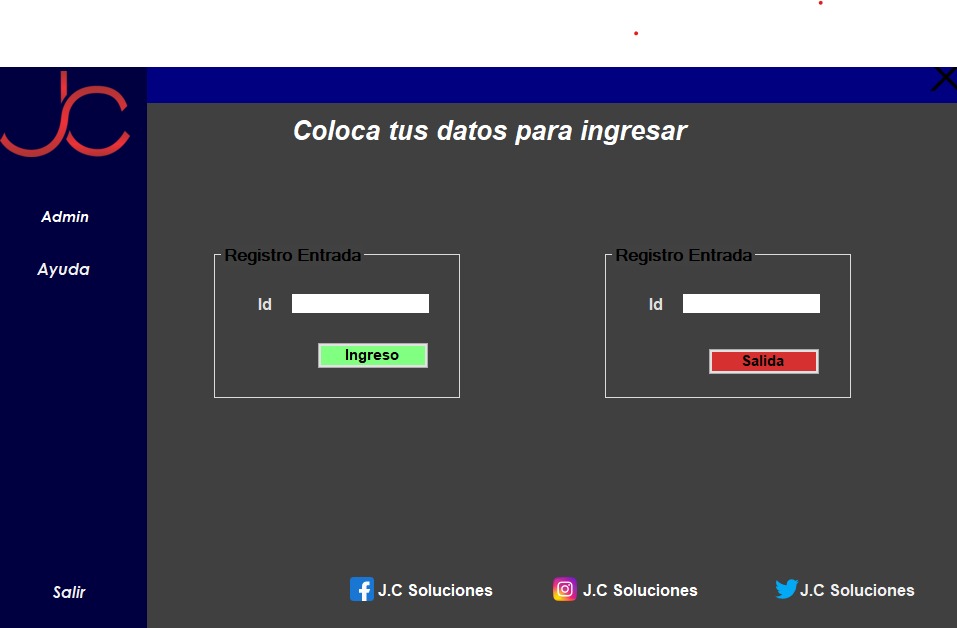 JC
Coloca tus datos para ingresar
Admin
Ayuda
Registro Entrada
Id
Ingreso
Registro Entrada
Id
Salida
Salir
J.C Soluciones
J.C Soluciones
J.C Soluciones